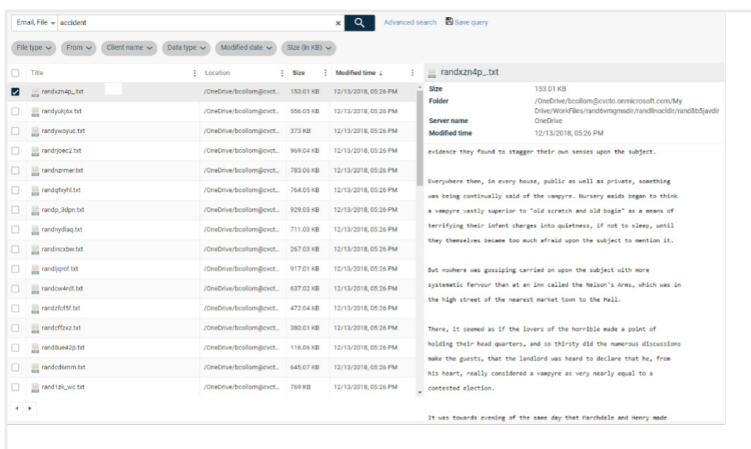 Email, File accident x Advanced search Save query
File type From Client name Data type Modified date Size (in KB)
Title Location Size Modified time ↓
randxzn4p_.txt /OneDrive/bcollom@cvct... 153.01 KB 12/13/2018, 05:26 PM
randyukjtix.txt /OneDrive/bcollom@cvct... 556.05 KB 12/13/2018, 05:26 PM
randywoyuc.txt /OneDrive/bcollom@cvct... 373 KB 12/13/2018, 05:26 PM
randrjoec2.txt /OneDrive/bcollom@cvct... 969.04 KB 12/13/2018, 05:26 PM
/OneDrive/bcollom@cvct... 783.06 KB 12/13/2018, 05:26 PM
/OneDrive/bcollom@cvct... 764.05 KB 12/13/2018, 05:26 PM
randp_3dpn.txt /OneDrive/bcollom@cvct... 929.03 KB 12/13/2018, 05:26 PM
randnydlaq.txt /OneDrive/bcollom@cvct... 711.03 KB 12/13/2018, 05:26 PM
randincxbw.txt /OneDrive/bcollom@cvct... 267.03 KB 12/13/2018, 05:26 PM
/OneDrive/bcollom@cvct... 917.01 KB 12/13/2018, 05:26 PM
randcw4rdt.txt /OneDrive/bcollom@cvct... 637.02 KB 12/13/2018, 05:26 PM
randzfcf5f.txt /OneDrive/bcollom@cvct... 472.04 KB 12/13/2018, 05:26 PM
randcffzxz.txt /OneDrive/bcollom@cvct... 380.01 KB 12/13/2018, 05:26 PM
rand8ue42p.txt /OneDrive/bcollom@cvct... 116.06 KB 12/13/2018, 05:26 PM
randcd6mm.txt /OneDrive/bcollom@cvct... 645.07 KB 12/13/2018, 05:26 PM
rand1zk_wc.txt /OneDrive/bcollom@cvct... 769 KB 12/13/2018, 05:26 PM
randxzn4p_.txt
Size 153.01 KB
Folder /OneDrive/bcollom@cvcto.onmicrosoft.com/My
Server name OneDrive
Modified time 12/13/2018, 05:26 PM
evidence they found to stagger their own senses upon the subject.
Everywhere then, in every house, public as well as private, something
was being continually said of the vampyre. Nursery maids began to think
a vampyre vastly superior to "old scratch and old bogie" as a means of
terrifying their infant charges into quietness, if not to sleep, until
they themselves became too much afraid upon the subject to mention it.
But nowhere was gossiping carried on upon the subject with more
systematic fervour than at an inn called the Nelson's Arms, which was in
the high street of the nearest market town to the Hall.
There, it seemed as if the lovers of the horrible made a point of
holding their head quarters, and so thirsty did the numerous discussions
make the guests, that the landlord was heard to declare that he, from
his heart, really considered a vampyre as very nearly equal to a
contested election.
It was towards evening of the same day that Marchdale and Henry made